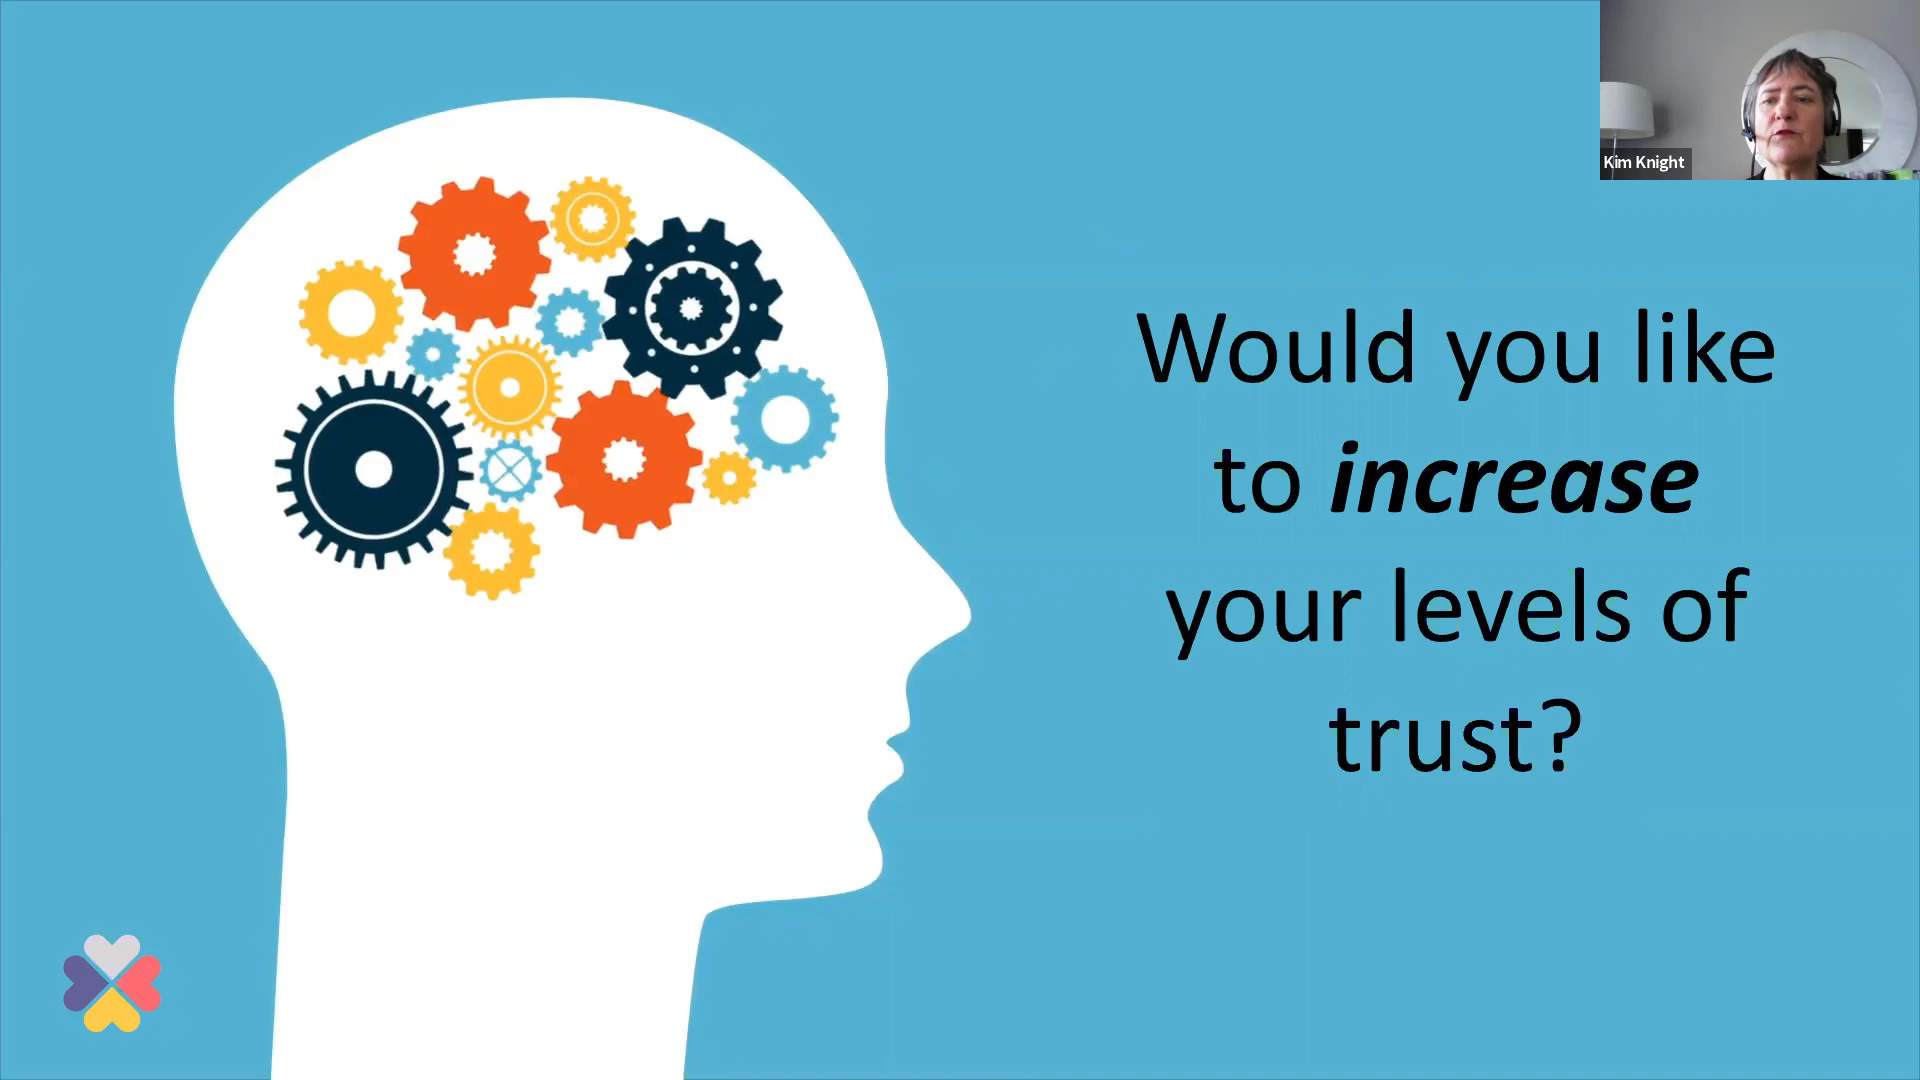 Kim Knight
Would you like
to increase
your levels of
trust?